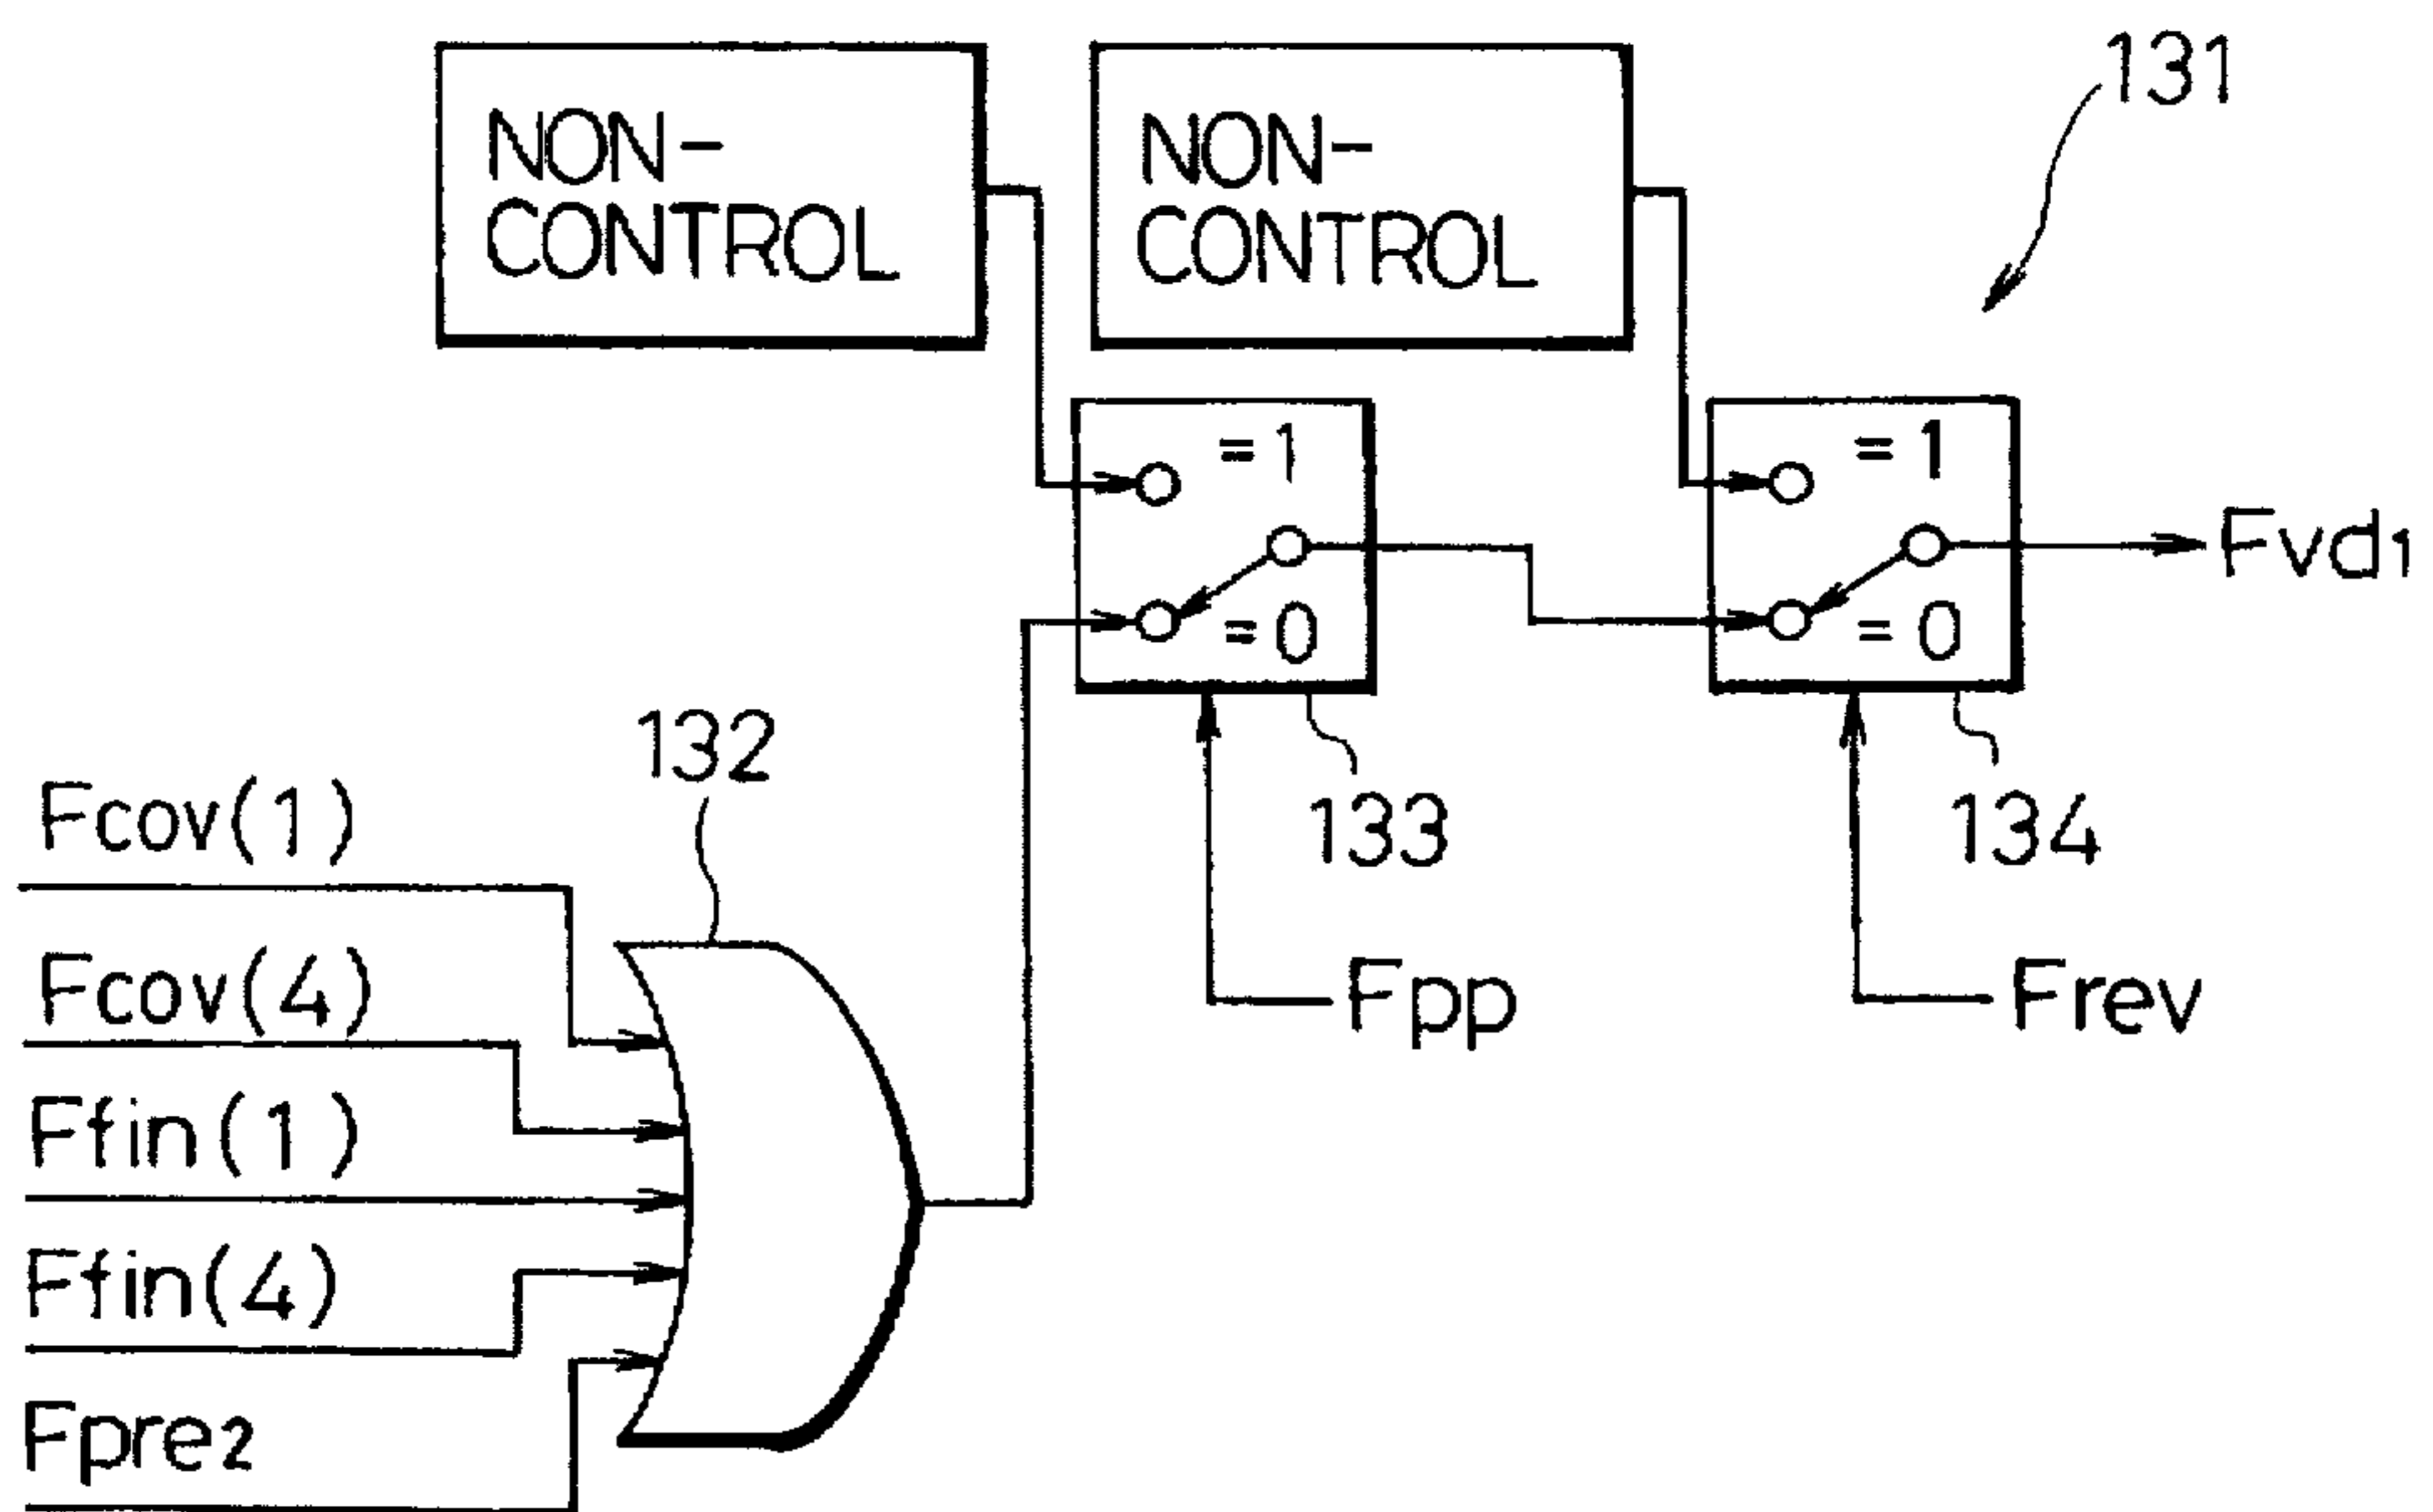 NON-
CONTROL
NON-
CONTROL
131
= 1
= 0
= 1
= 0
Fvd1
132
133
134
Fpp
Frev
Fcov(1)
Fcov(4)
Ffin(1)
Ffin(4)
Fpre2